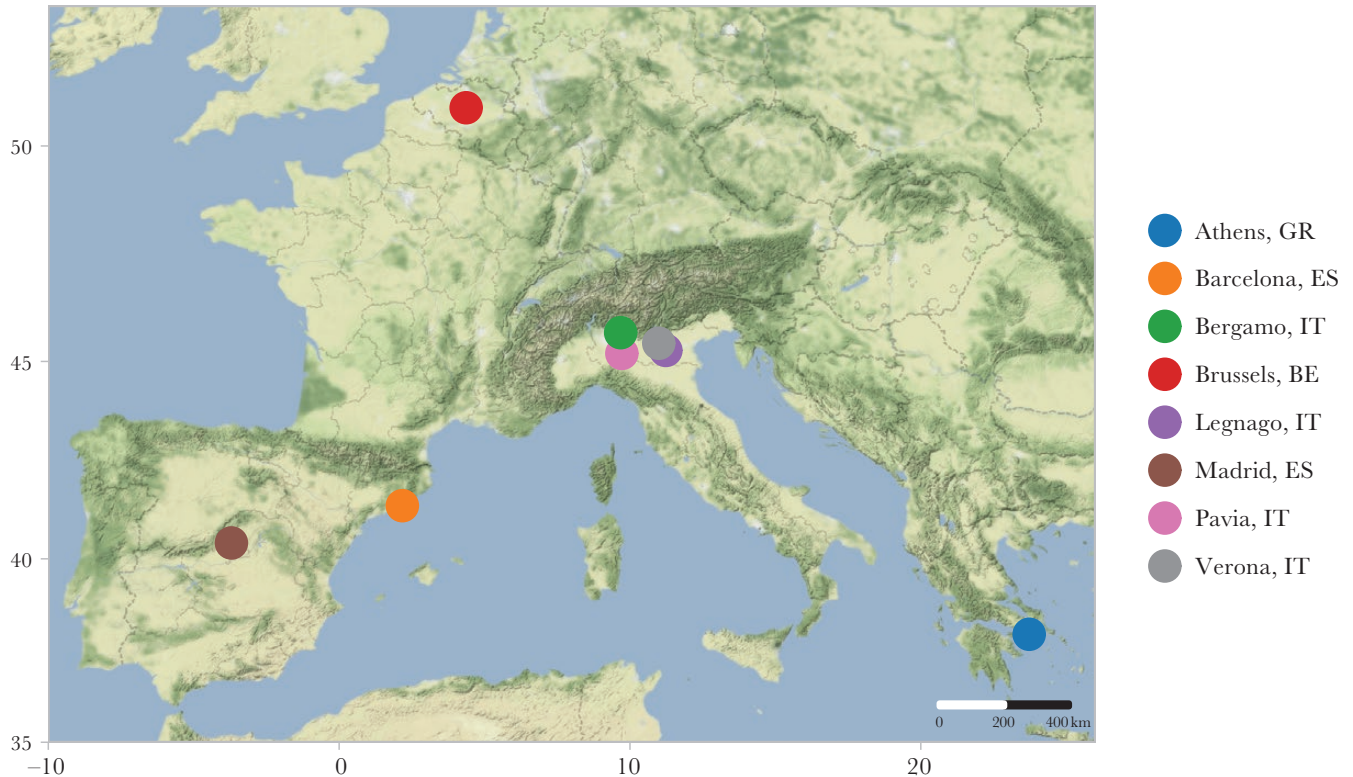 50
45
40
35
–10
0
10
20
0
200
400 km
Athens, GR
Barcelona, ES
Bergamo, IT
Brussels, BE
Legnago, IT
Madrid, ES
Pavia, IT
Verona, IT